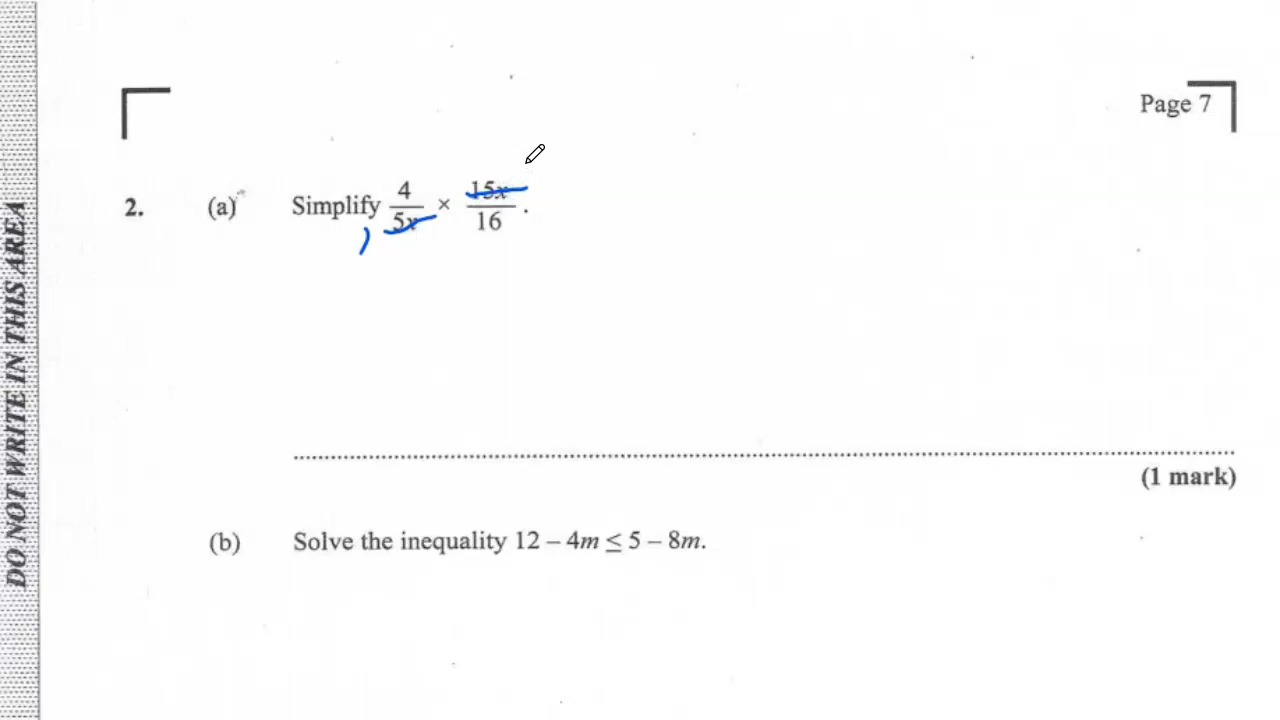 DO NOT WRITE IN THIS AREA
Page 7
2. (a) Simplify 4/5x × 15x/16.
(1 mark)
(b) Solve the inequality 12 – 4m ≤ 5 – 8m.